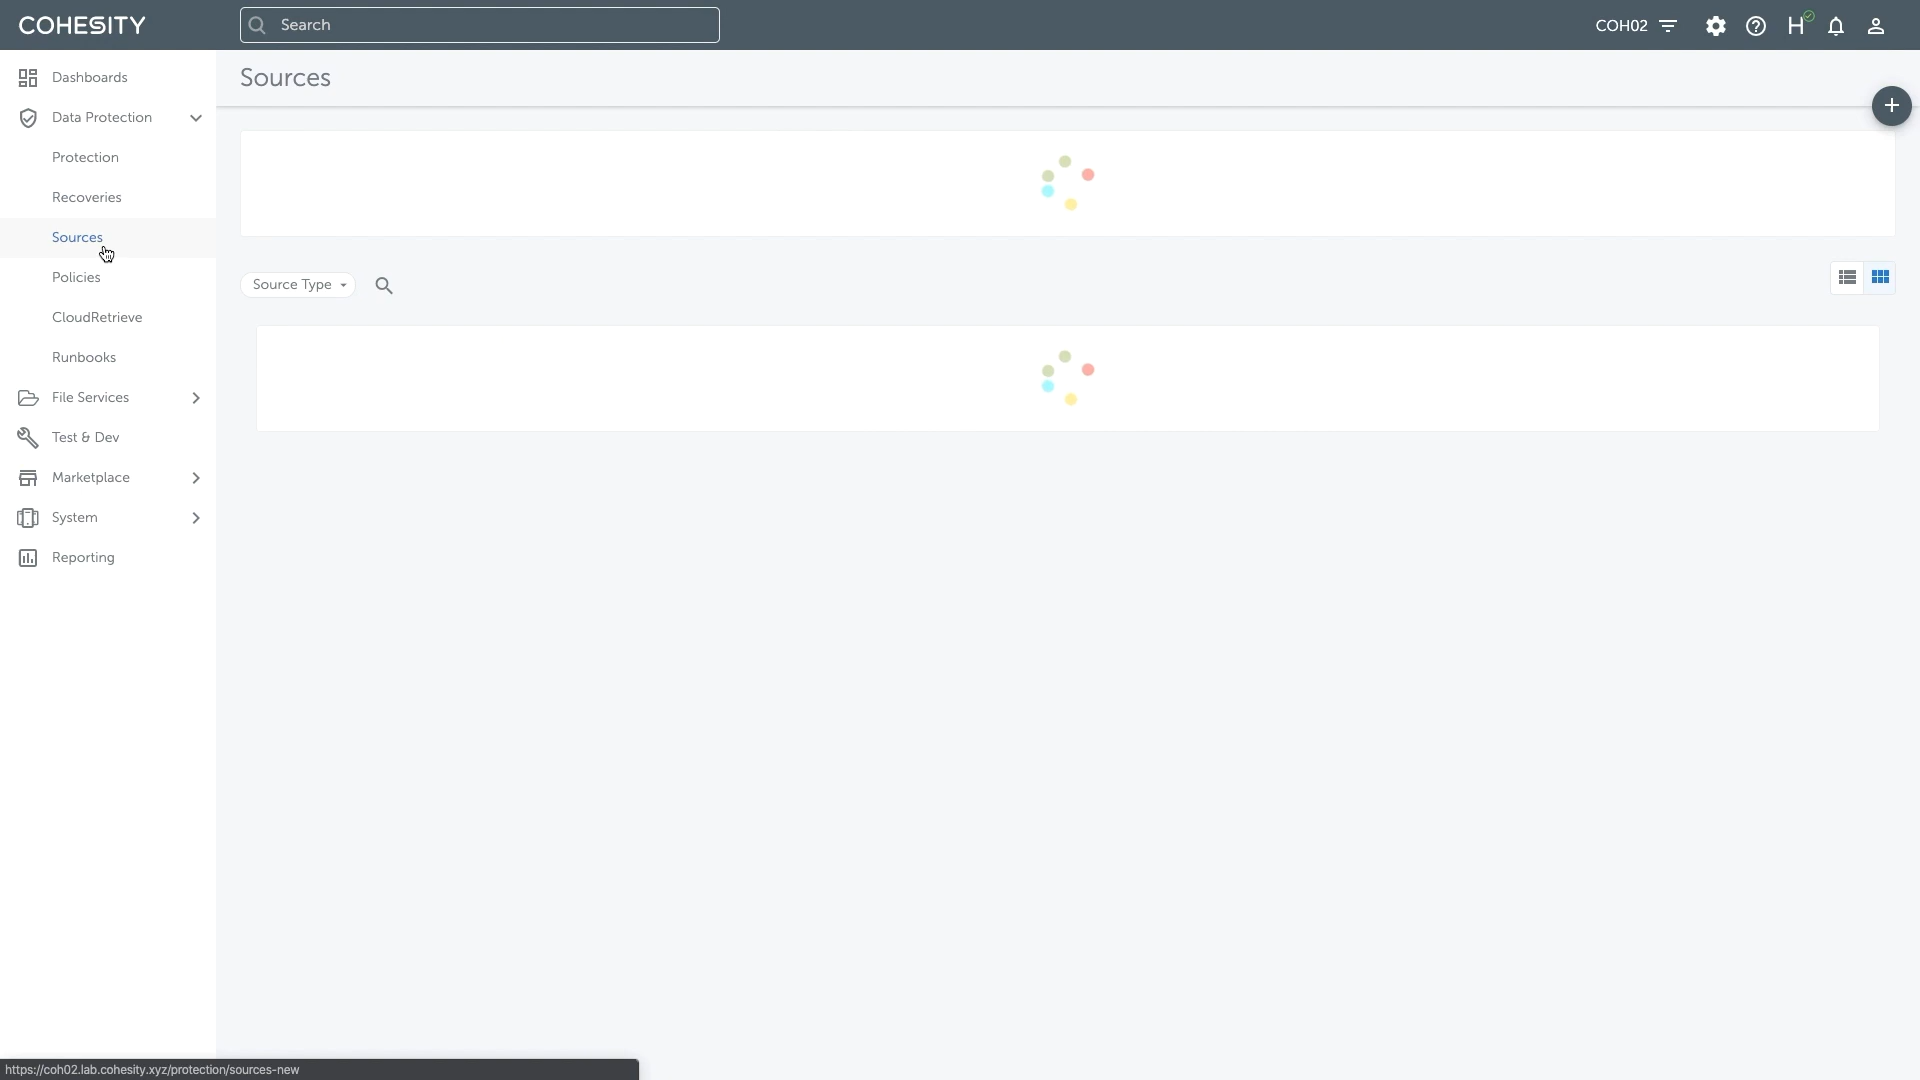 COHESITY
Search
COH02
Dashboards
Data Protection
Protection
Recoveries
Sources
Policies
CloudRetrieve
Runbooks
File Services
Test & Dev
Marketplace
System
Reporting
Sources
Source Type
https://coh02.lab.cohesity.xyz/protection/sources-new